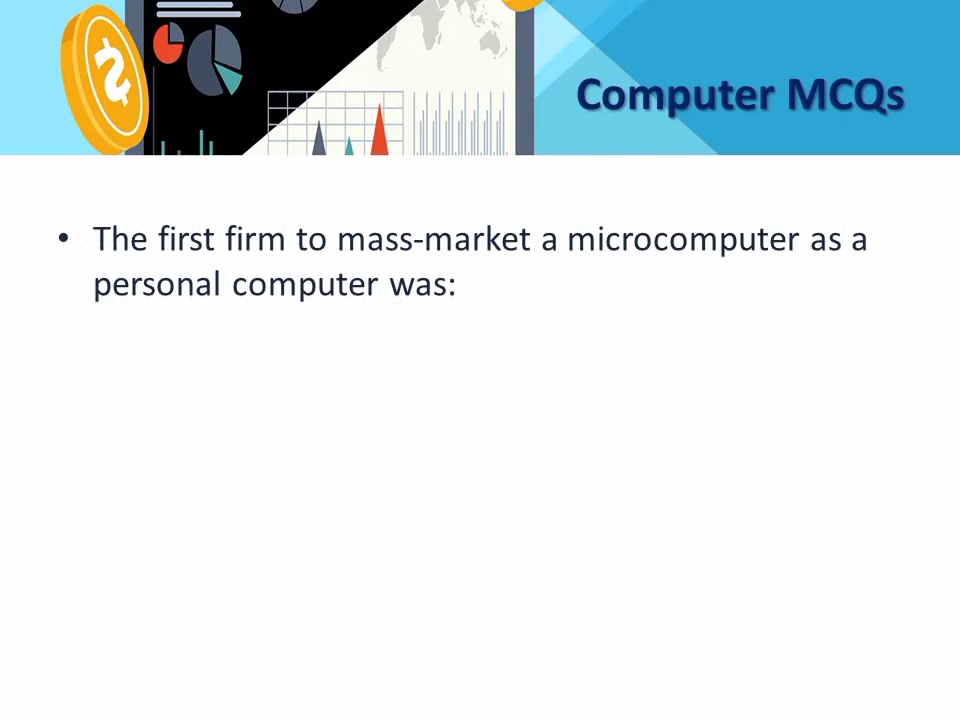 Computer MCQs
• The first firm to mass-market a microcomputer as a
personal computer was: